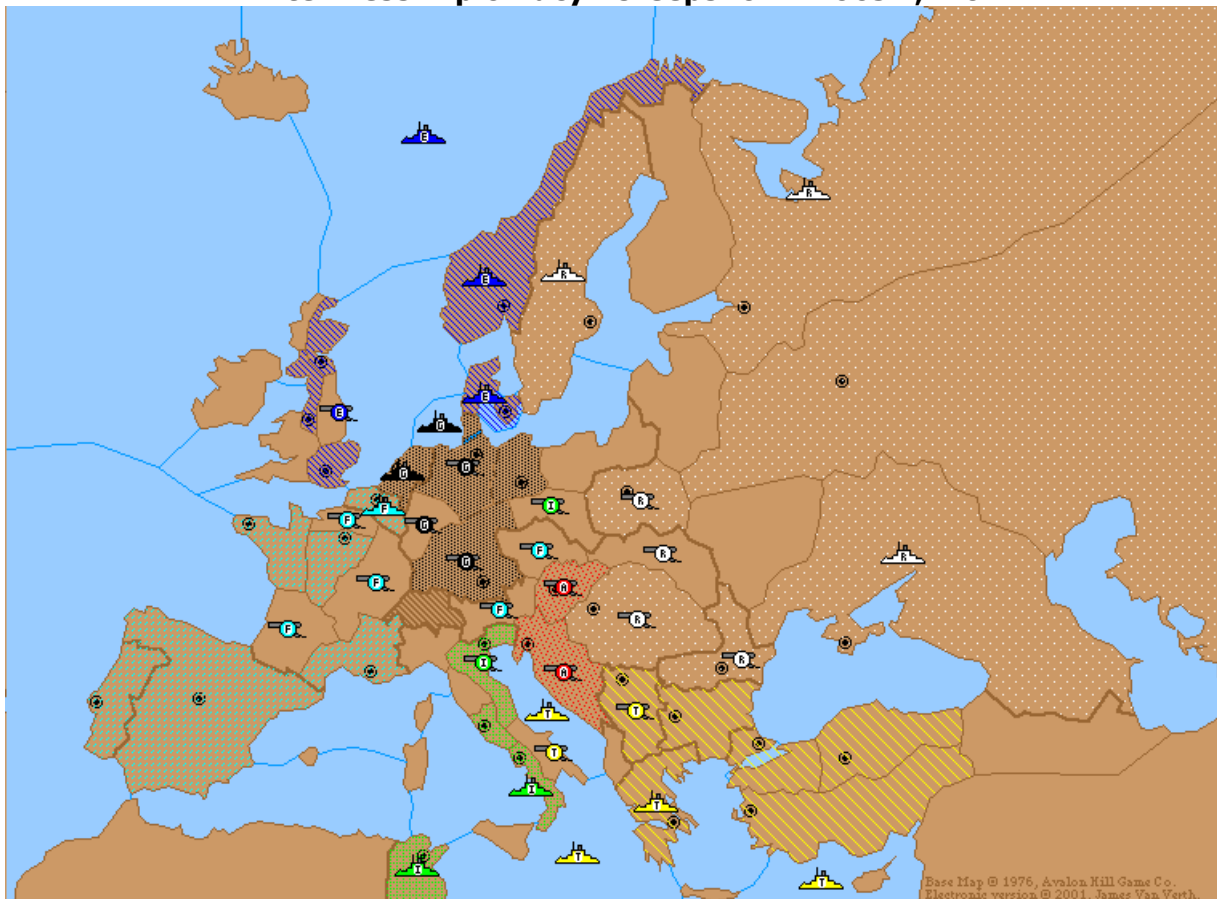 E
R
E R
E
E G
G
F F I R
G
G F R
F F A R
F
I A R
T T
T
I T
T
I T
Base Map © 1976, Avalon Hill Game Co.
Electronic version © 2001, James Van Verth.